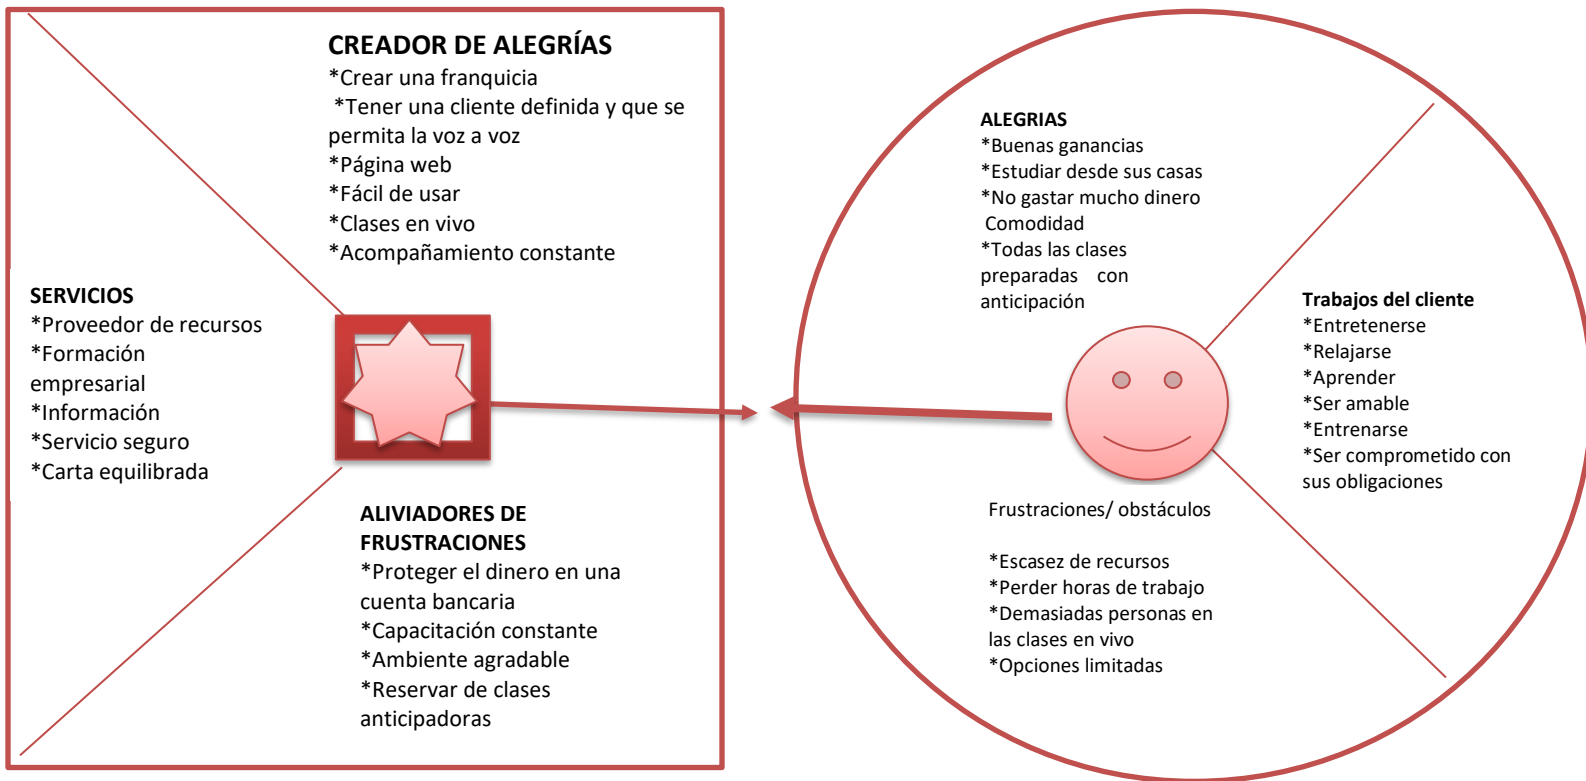 CREADOR DE ALEGRÍAS
*Crear una franquicia
*Tener una cliente definida y que se
permita la voz a voz
*Página web
*Fácil de usar
*Clases en vivo
*Acompañamiento constante
SERVICIOS
*Proveedor de recursos
*Formación
empresarial
*Información
*Servicio seguro
*Carta equilibrada
ALIVIADORES DE
FRUSTRACIONES
*Proteger el dinero en una
cuenta bancaria
*Capacitación constante
*Ambiente agradable
*Reservar de clases
anticipadoras
ALEGRIAS
*Buenas ganancias
*Estudiar desde sus casas
*No gastar mucho dinero
Comodidad
*Todas las clases
preparadas con
anticipación
Trabajos del cliente
*Entretenerse
*Relajarse
*Aprender
*Ser amable
*Entrenarse
*Ser comprometido con
sus obligaciones
Frustraciones/ obstáculos
*Escasez de recursos
*Perder horas de trabajo
*Demasiadas personas en
las clases en vivo
*Opciones limitadas